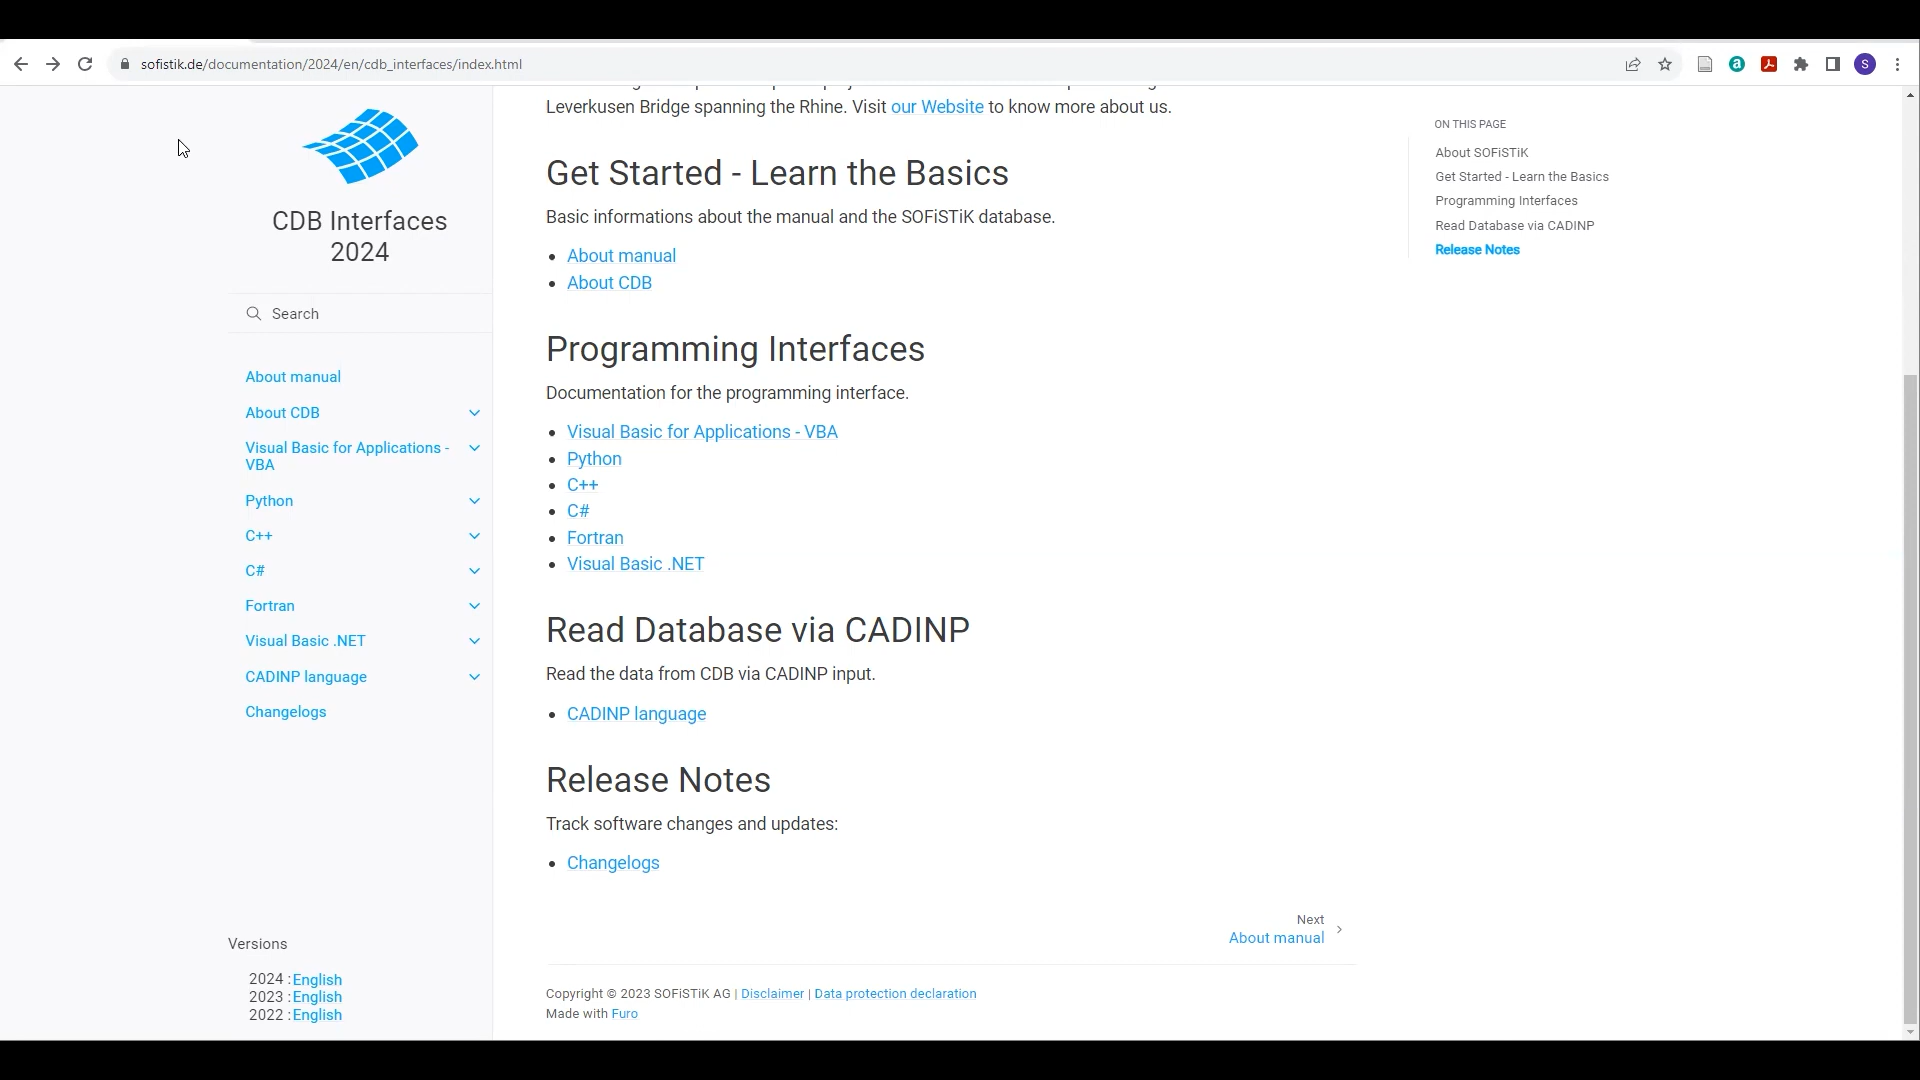 sofistik.de/documentation/2024/en/cdb_interfaces/index.html
S
CDB Interfaces
2024
Search
About manual
About CDB
Visual Basic for Applications -
VBA
Python
C++
C#
Fortran
Visual Basic .NET
CADINP language
Changelogs
Versions
2024 : English
2023 : English
2022 : English
Leverkusen Bridge spanning the Rhine. Visit our Website to know more about us.
Get Started - Learn the Basics
Basic informations about the manual and the SOFiSTiK database.
About manual
About CDB
Programming Interfaces
Documentation for the programming interface.
Visual Basic for Applications - VBA
Python
C++
C#
Fortran
Visual Basic .NET
Read Database via CADINP
Read the data from CDB via CADINP input.
CADINP language
Release Notes
Track software changes and updates:
Changelogs
Next
About manual
Copyright © 2023 SOFiSTiK AG | Disclaimer | Data protection declaration
Made with Furo
ON THIS PAGE
About SOFiSTiK
Get Started - Learn the Basics
Programming Interfaces
Read Database via CADINP
Release Notes